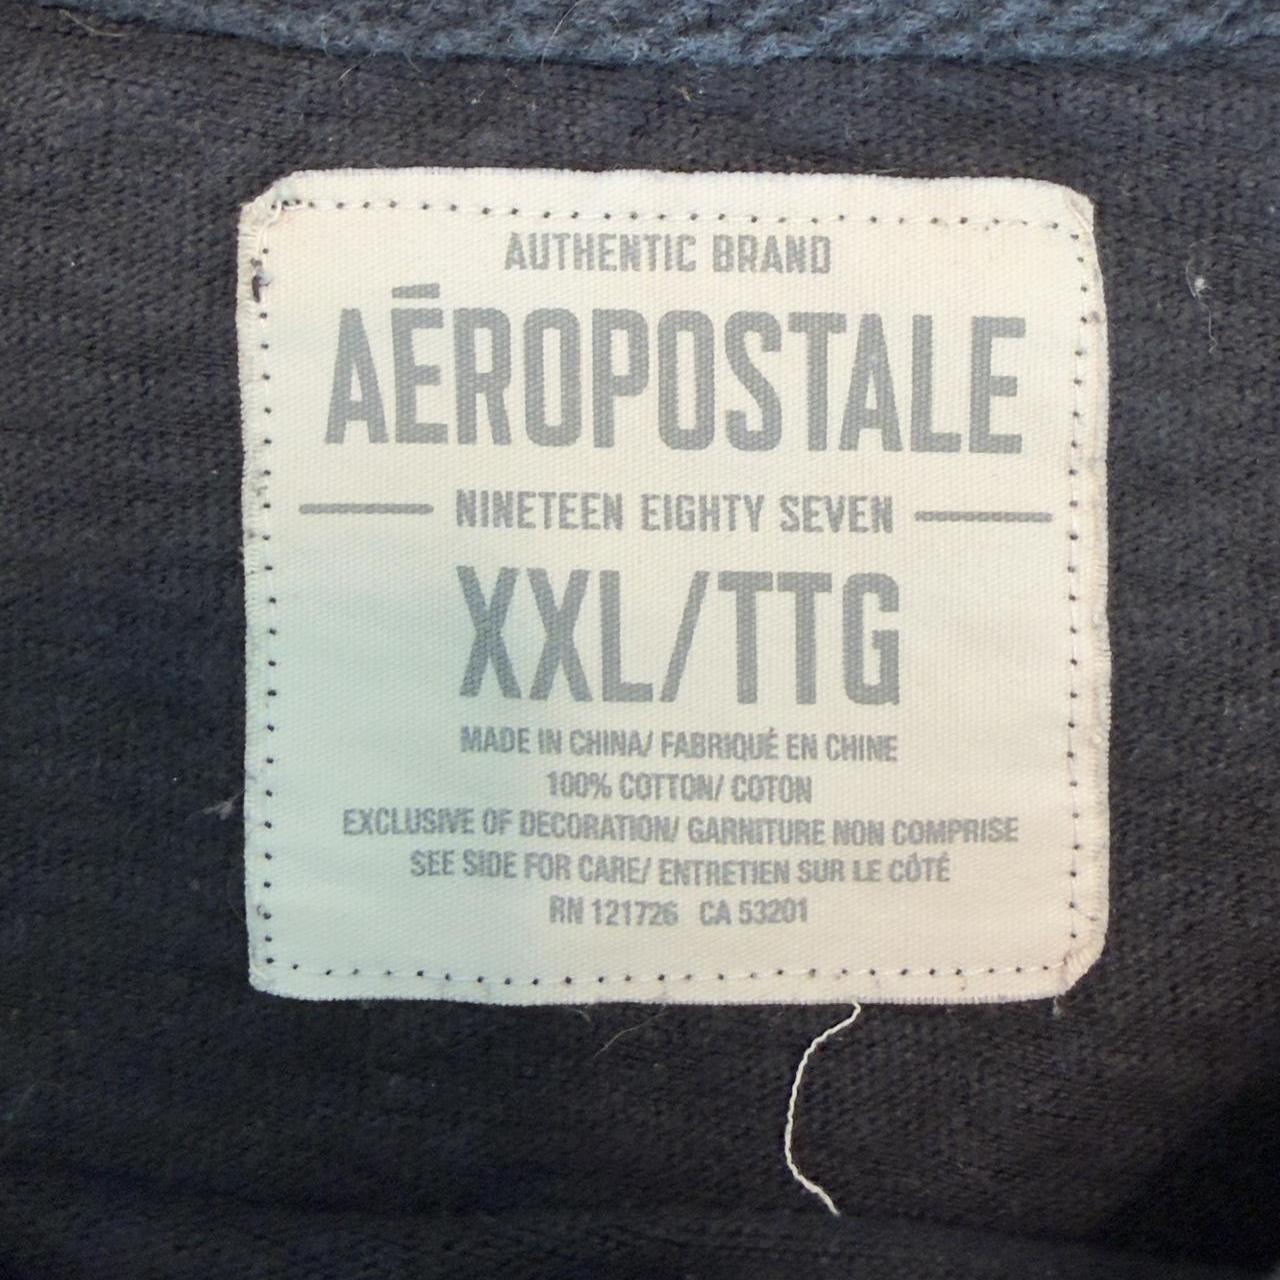 AUTHENTIC BRAND
AÉROPOSTALE
NINETEEN EIGHTY SEVEN
XXL/TTG
MADE IN CHINA/ FABRIQUÉ EN CHINE
100% COTTON/ COTON
EXCLUSIVE OF DECORATION/ GARNITURE NON COMPRISE
SEE SIDE FOR CARE/ ENTRETIEN SUR LE CÔTÉ
RN 121726 CA 53201